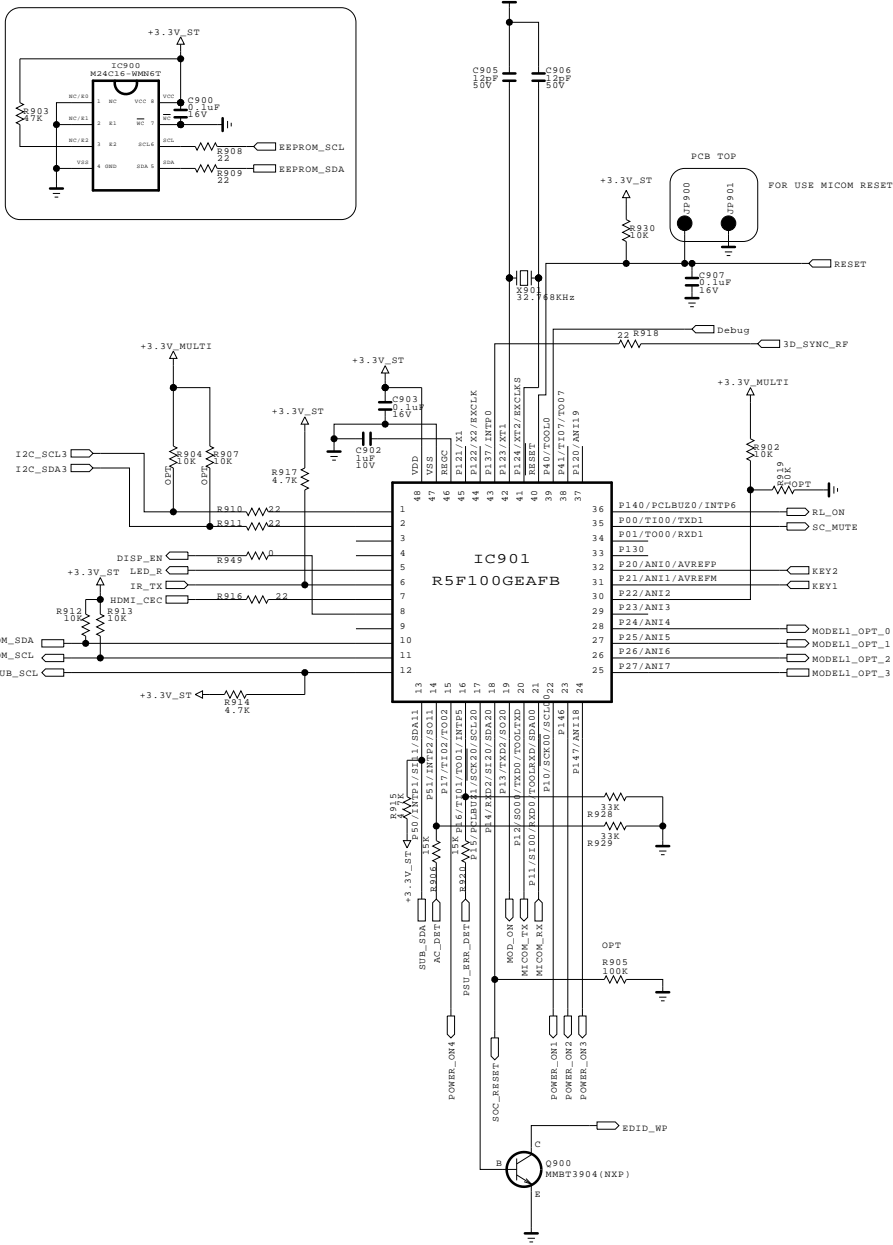 +3.3V_ST
IC900
M24C16-WMN6T
R903
47K
NC/E0
NC/E1
NC/E2
VSS
1 NC
2 E1
3 E2
4 GND
VCC 8
WC 7
SCL6
SDA 5
VCC
WC
SCL
SDA
C900
0.1uF
16V
R908
22
R909
22
EEPROM_SCL
EEPROM_SDA
C905
12pF
50V
C906
12pF
50V
X901
32.768KHz
PCB TOP
JP900
JP901
FOR USE MICOM RESET
+3.3V_ST
R930
10K
C907
0.1uF
16V
RESET
Debug
22 R918
3D_SYNC_RF
+3.3V_MULTI
I2C_SCL3
I2C_SDA3
R904
10K
OPT
R907
10K
OPT
+3.3V_ST
R917
4.7K
+3.3V_ST
C903
0.1uF
16V
C902
1uF
10V
+3.3V_MULTI
R902
10K
R919
10K
OPT
VDD
VSS
REGC
P121/X1
P122/X2/EXCLK
P137/INTP0
P123/XT1
P124/XT2/EXCLKS
RESET
P40/TOOL0
P41/TI07/TO07
P120/ANI19
48 47 46 45 44 43 42 41 40 39 38 37
IC901
R5F100GEAFB
1
2
3
4
5
6
7
8
9
10
11
12
R910 22
R911 22
DISP_EN
R949 0
LED_R
IR_TX
HDMI_CEC
R916 22
+3.3V_ST
R912
10K
R913
10K
OM_SDA
OM_SCL
UB_SCL
+3.3V_ST
R914
4.7K
36 P140/PCLBUZ0/INTP6
35 P00/TI00/TXD1
34 P01/TO00/RXD1
33 P130
32 P20/ANI0/AVREFP
31 P21/ANI1/AVREFM
30 P22/ANI2
29 P23/ANI3
28 P24/ANI4
27 P25/ANI5
26 P26/ANI6
25 P27/ANI7
RL_ON
SC_MUTE
KEY2
KEY1
MODEL1_OPT_0
MODEL1_OPT_1
MODEL1_OPT_2
MODEL1_OPT_3
13 14 15 16 17 18 19 20 21 22 23 24
P50/INTP1/SI11/SDA11
P51/INTP2/SO11
P17/TI02/TO02
P16/TI01/TO01/INTP5
P15/PCLBUZ1/SCK20/SCL20
P14/RXD2/SI20/SDA20
P13/TXD2/SO20
P12/SO00/TXD0/TOOLTXD
P11/SI00/RXD0/TOOLRXD/SDA00
P10/SCK00/SCL00
P146
P147/ANI18
R915
4.7K
+3.3V_ST
15K
R906
15K
R920
33K
R928
33K
R929
SUB_SDA
AC_DET
PSU_ERR_DET
MOD_ON
MICOM_TX
MICOM_RX
OPT
R905
100K
POWER_ON4
SOC_RESET
POWER_ON1
POWER_ON2
POWER_ON3
EDID_WP
C
B
E
Q900
MMBT3904(NXP)